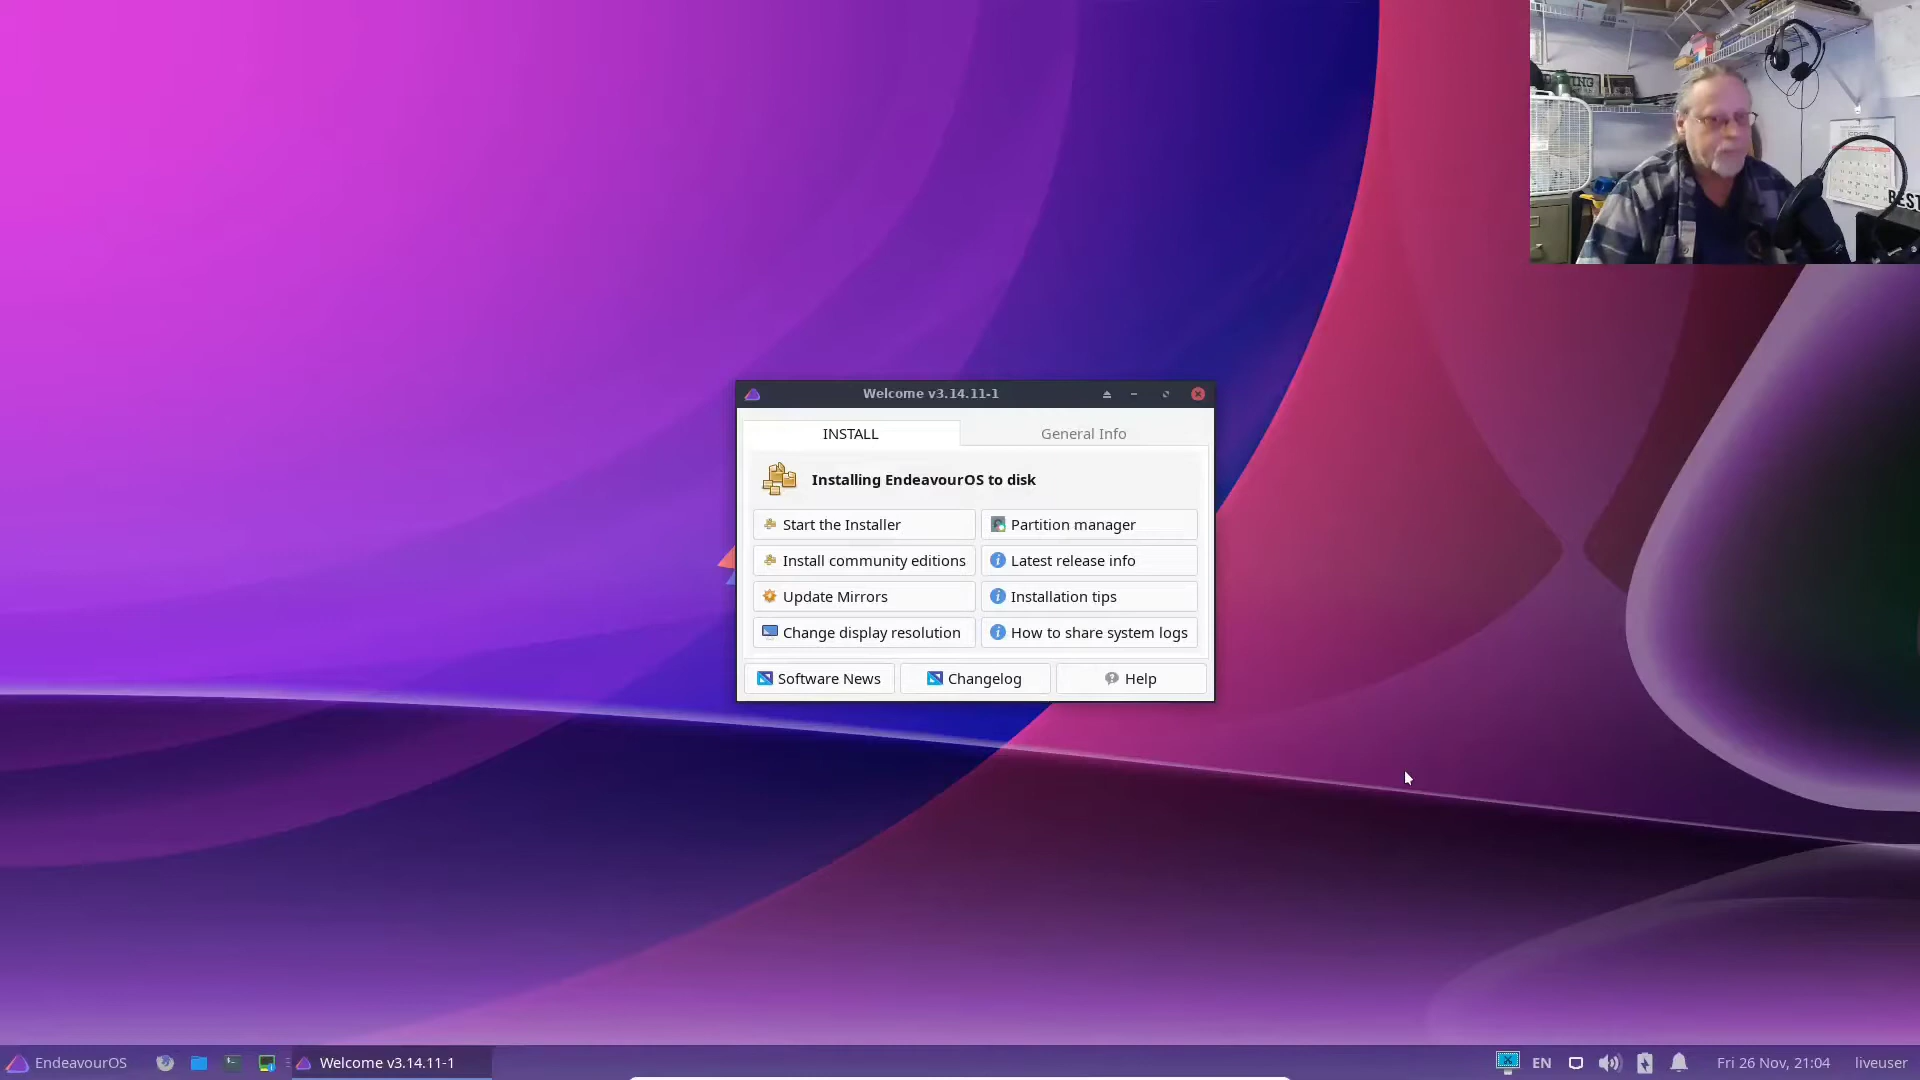 BEST
Welcome v3.14.11-1
INSTALL
General Info
Installing EndeavourOS to disk
Start the Installer
Partition manager
Install community editions
Latest release info
Update Mirrors
Installation tips
Change display resolution
How to share system logs
Software News
Changelog
Help
EndeavourOS
Welcome v3.14.11-1
EN
Fri 26 Nov, 21:04
liveuser